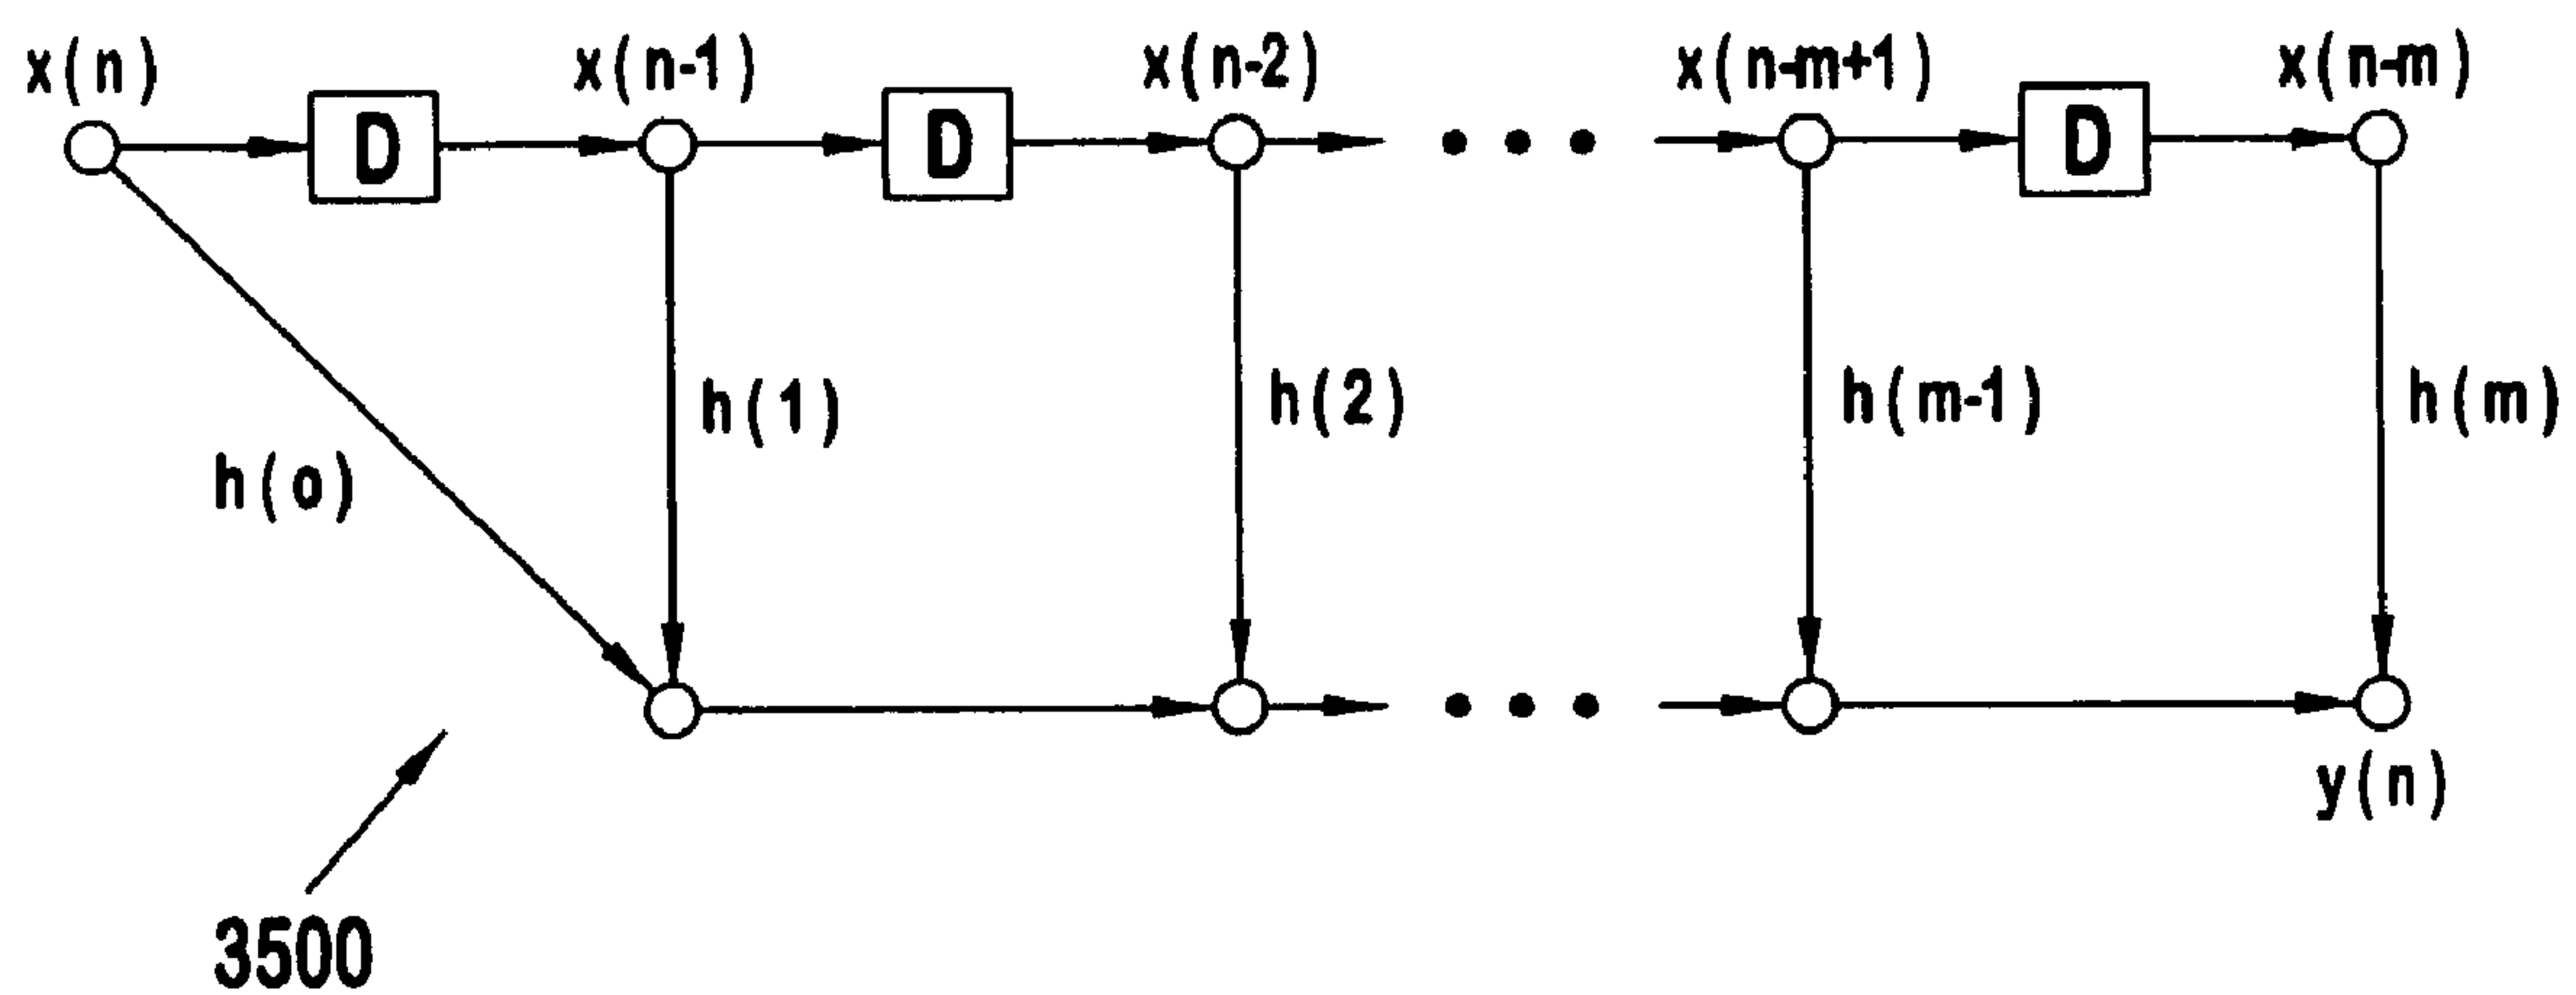 x(n) x(n-1) x(n-2) x(n-m+1) x(n-m)
D D D
h(o) h(1) h(2) h(m-1) h(m)
y(n)
3500